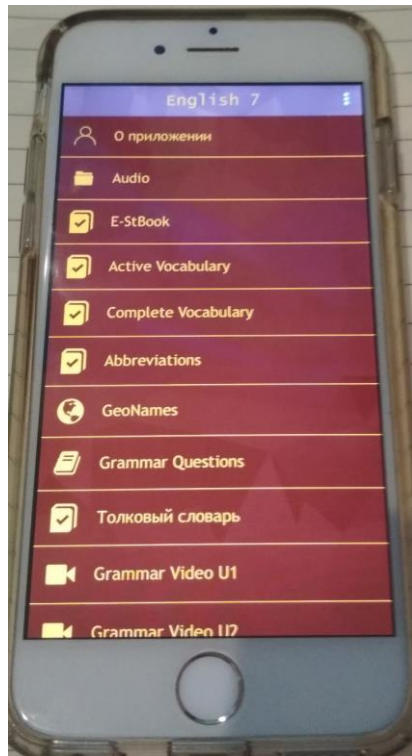 English 7
О приложении
Audio
E-StBook
Active Vocabulary
Complete Vocabulary
Abbreviations
GeoNames
Grammar Questions
Толковый словарь
Grammar Video U1
Grammar Video U2